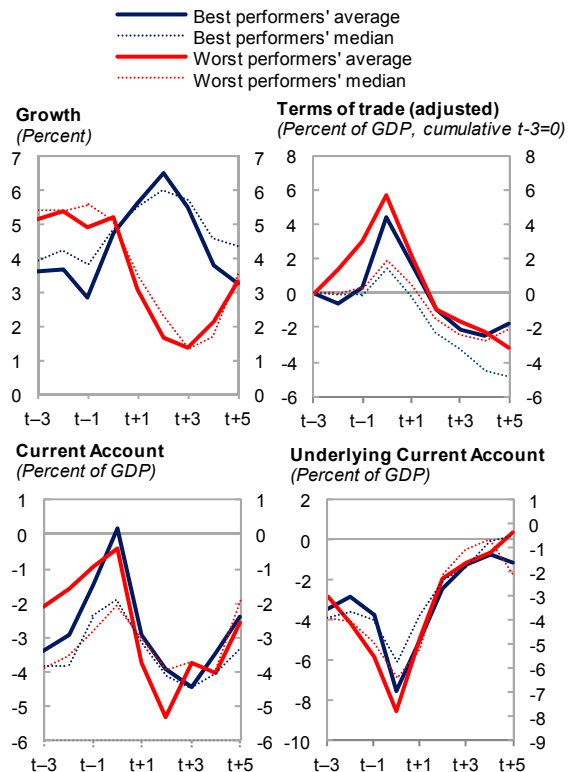 Best performers' average
Best performers' median
Worst performers' average
Worst performers' median
Growth
(Percent)
7 7
6 6
5 5
4 4
3 3
2 2
1 1
0 0
t–3 t–1 t+1 t+3 t+5
Terms of trade (adjusted)
(Percent of GDP, cumulative t-3=0)
8 8
6 6
4 4
2 2
0 0
-2 -2
-4 -4
-6 -6
t–3 t–1 t+1 t+3 t+5
Current Account
(Percent of GDP)
1 1
0 0
-1 -1
-2 -2
-3 -3
-4 -4
-5 -5
-6 -6
t–3 t–1 t+1 t+3 t+5
Underlying Current Account
(Percent of GDP)
2 1
0 0
-2 -1
-4 -2
-6 -3
-8 -4
-10 -5
-6
-7
-8
-9
t–3 t–1 t+1 t+3 t+5